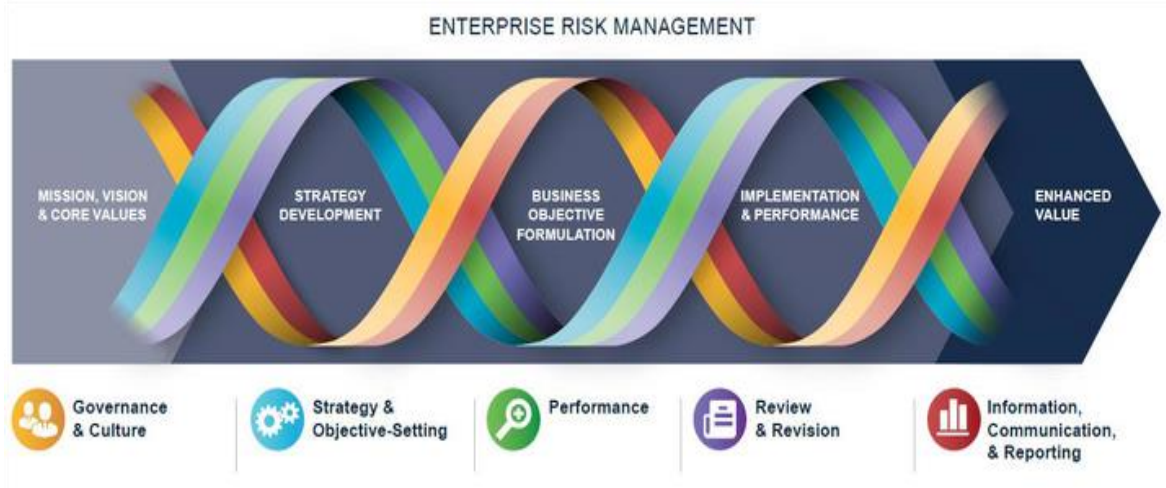 ENTERPRISE RISK MANAGEMENT
MISSION, VISION
& CORE VALUES
STRATEGY
DEVELOPMENT
BUSINESS
OBJECTIVE
FORMULATION
IMPLEMENTATION
& PERFORMANCE
ENHANCED
VALUE
Governance
& Culture
Strategy &
Objective-Setting
Performance
Review
& Revision
Information,
Communication,
& Reporting